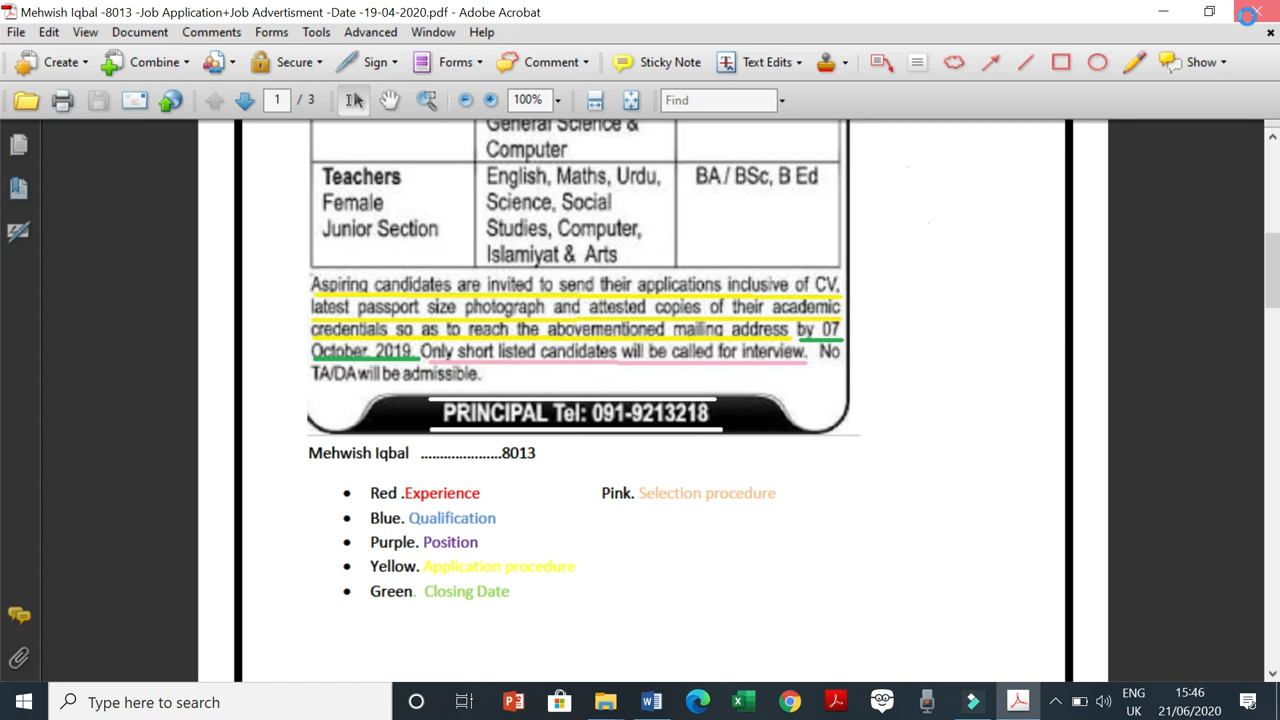 Mehwish Iqbal -8013 -Job Application+Job Advertisment -Date -19-04-2020.pdf - Adobe Acrobat
File Edit View Document Comments Forms Tools Advanced Window Help
Create Combine Secure Sign Forms Comment Sticky Note Text Edits Show
1 / 3 100% Find
General Science &
Computer
Teachers
Female
Junior Section
English, Maths, Urdu,
Science, Social
Studies, Computer,
Islamiyat & Arts
BA / BSc, B Ed
Aspiring candidates are invited to send their applications inclusive of CV,
latest passport size photograph and attested copies of their academic
credentials so as to reach the abovementioned mailing address by 07
October 2019. Only short listed candidates will be called for interview. No
TA/DA will be admissible.
PRINCIPAL Tel: 091-9213218
Mehwish Iqbal .....................8013
• Red .Experience Pink. Selection procedure
• Blue. Qualification
• Purple. Position
• Yellow. Application procedure
• Green. Closing Date
Type here to search
ENG
UK
15:46
21/06/2020